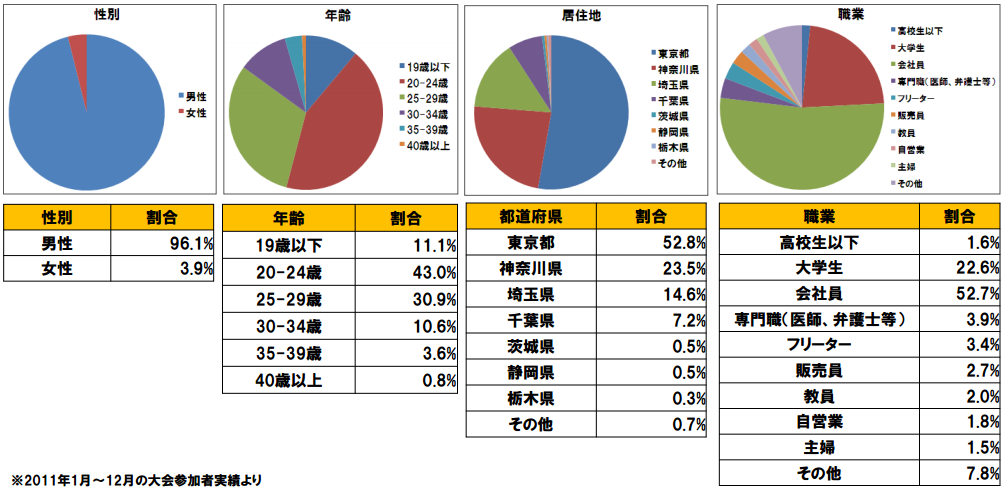 性別
男性
女性
年齢
19歳以下
20-24歳
25-29歳
30-34歳
35-39歳
40歳以上
居住地
東京都
神奈川県
埼玉県
千葉県
茨城県
静岡県
栃木県
その他
職業
高校生以下
大学生
会社員
専門職(医師、弁護士等)
フリーター
販売員
教員
自営業
主婦
その他
性別 割合
男性 96.1%
女性 3.9%
年齢 割合
19歳以下 11.1%
20-24歳 43.0%
25-29歳 30.9%
30-34歳 10.6%
35-39歳 3.6%
40歳以上 0.8%
都道府県 割合
東京都 52.8%
神奈川県 23.5%
埼玉県 14.6%
千葉県 7.2%
茨城県 0.5%
静岡県 0.5%
栃木県 0.3%
その他 0.7%
職業 割合
高校生以下 1.6%
大学生 22.6%
会社員 52.7%
専門職(医師、弁護士等) 3.9%
フリーター 3.4%
販売員 2.7%
教員 2.0%
自営業 1.8%
主婦 1.5%
その他 7.8%
※2011年1月～12月の大会参加者実績より